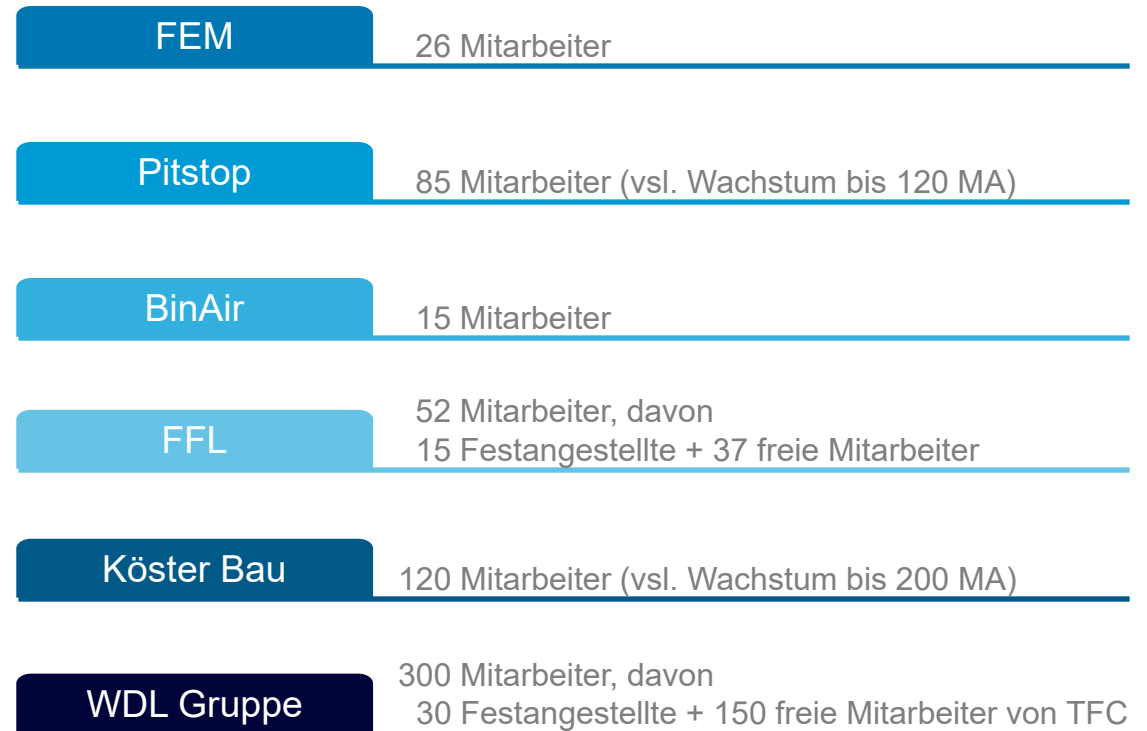 FEM
26 Mitarbeiter
Pitstop
85 Mitarbeiter (vsl. Wachstum bis 120 MA)
BinAir
15 Mitarbeiter
FFL
52 Mitarbeiter, davon
15 Festangestellte + 37 freie Mitarbeiter
Köster Bau
120 Mitarbeiter (vsl. Wachstum bis 200 MA)
WDL Gruppe
300 Mitarbeiter, davon
30 Festangestellte + 150 freie Mitarbeiter von TFC